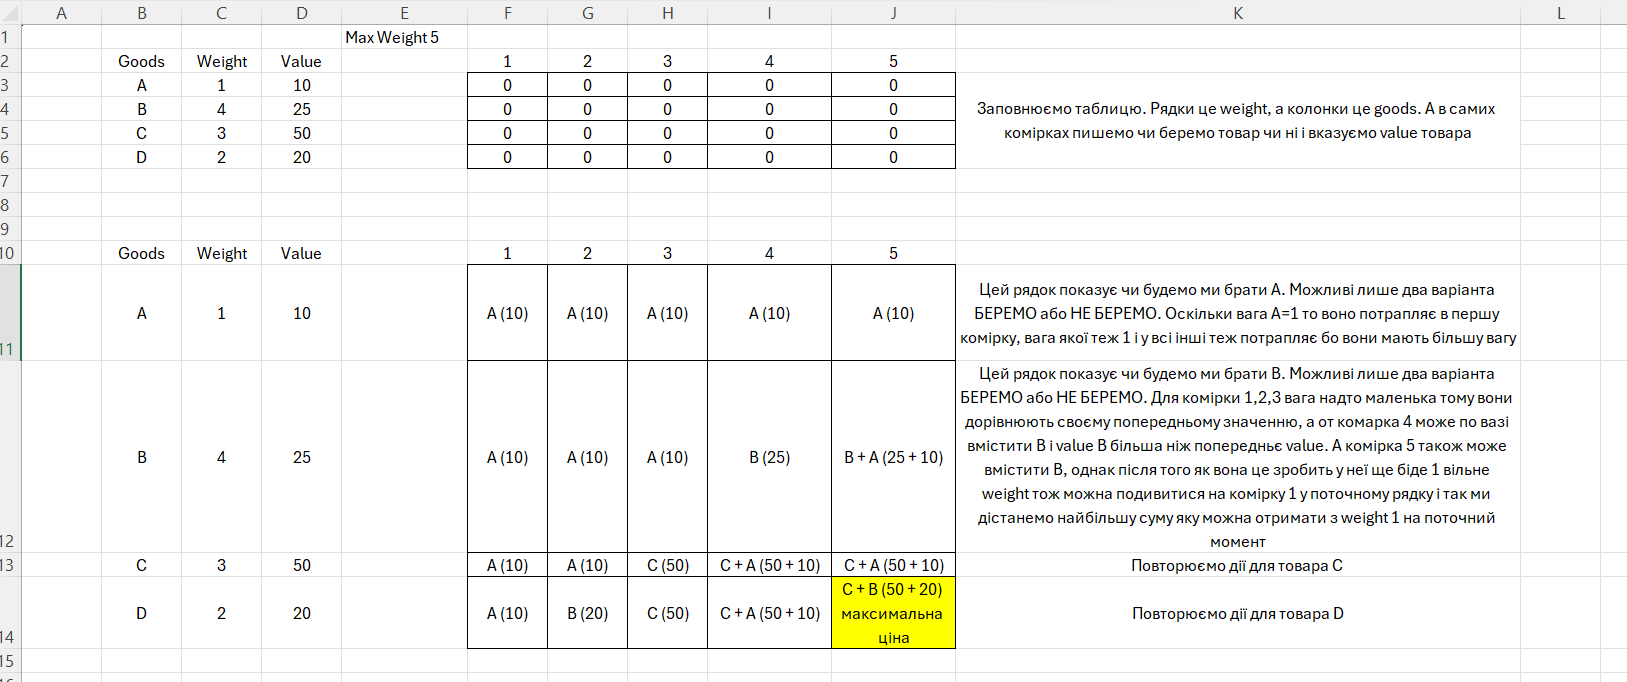 A B C D E F G H I J K L
1 Max Weight 5
2 Goods Weight Value 1 2 3 4 5
3 A 1 10 0 0 0 0 0
4 B 4 25 0 0 0 0 0
5 C 3 50 0 0 0 0 0
6 D 2 20 0 0 0 0 0
Заповнюємо таблицю. Рядки це weight, а колонки це goods. А в самих
комірках пишемо чи беремо товар чи ні і вказуємо value товара
7
8
9
10 Goods Weight Value 1 2 3 4 5
11 A 1 10 A (10) A (10) A (10) A (10) A (10)
Цей рядок показує чи будемо ми брати А. Можливі лише два варіанта
БЕРЕМО або НЕ БЕРЕМО. Оскільки вага А=1 то воно потрапляє в першу
комірку, вага якої теж 1 і у всі інші теж потрапляє бо вони мають більшу вагу
12 B 4 25 A (10) A (10) A (10) B (25) B + A (25 + 10)
Цей рядок показує чи будемо ми брати B. Можливі лише два варіанта
БЕРЕМО або НЕ БЕРЕМО. Для комірки 1,2,3 вага надто маленька тому вони
дорівнюють своєму попередньому значенню, а от комарка 4 може по вазі
вмістити B і value B більша ніж попереднє value. А комірка 5 також може
вмістити B, однак після того як вона це зробить у неї ще біде 1 вільне
weight тож можна подивитися на комірку 1 у поточному рядку і так ми
дістанемо найбільшу суму яку можна отримати з weight 1 на поточний
момент
13 C 3 50 A (10) A (10) C (50) C + A (50 + 10) C + A (50 + 10) Повторюємо дії для товара C
14 D 2 20 A (10) B (20) C (50) C + A (50 + 10)
C + B (50 + 20)
максимальна
ціна
Повторюємо дії для товара D
15